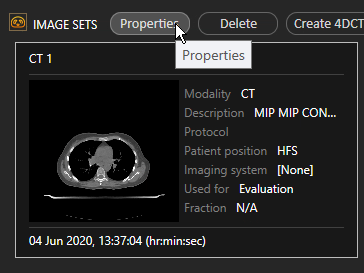 IMAGE SETS Properties Delete Create 4DCT
Properties
CT 1
Modality CT
Description MIP MIP CON...
Protocol
Patient position HFS
Imaging system [None]
Used for Evaluation
Fraction N/A
04 Jun 2020, 13:37:04 (hr:min:sec)